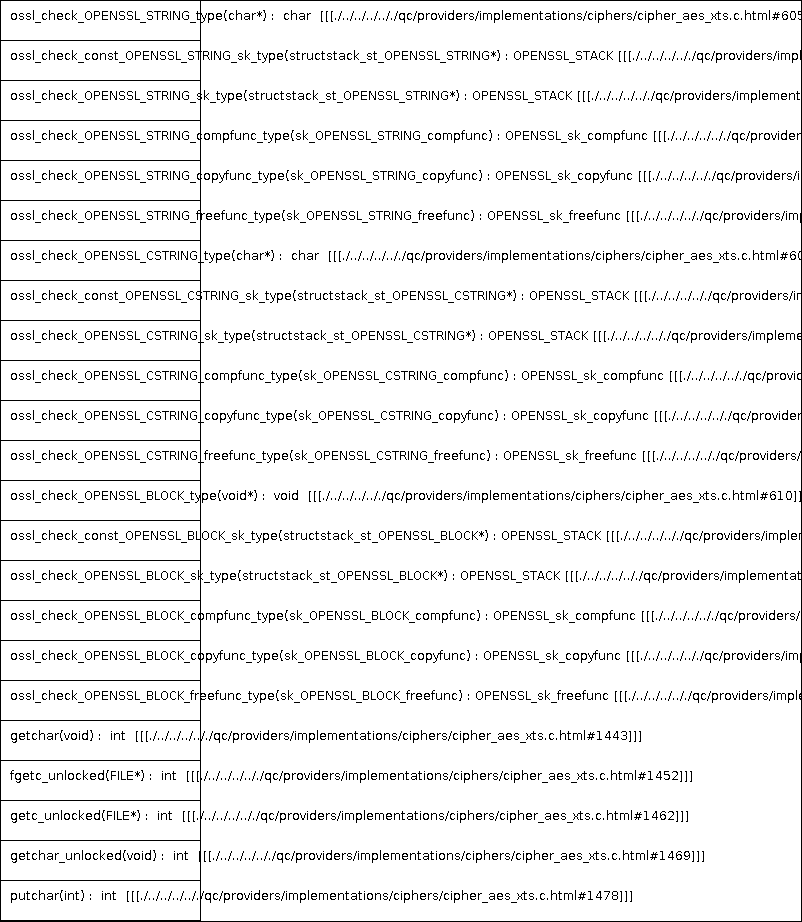 ossl_check_OPENSSL_STRING_type(char*) : char [[[./../../../../../qc/providers/implementations/ciphers/cipher_aes_xts.c.html#605
ossl_check_const_OPENSSL_STRING_sk_type(structstack_st_OPENSSL_STRING*) : OPENSSL_STACK [[[./../../../../../qc/providers/impl
ossl_check_OPENSSL_STRING_sk_type(structstack_st_OPENSSL_STRING*) : OPENSSL_STACK [[[./../../../../../qc/providers/implement
ossl_check_OPENSSL_STRING_compfunc_type(sk_OPENSSL_STRING_compfunc) : OPENSSL_sk_compfunc [[[./../../../../../qc/provider
ossl_check_OPENSSL_STRING_copyfunc_type(sk_OPENSSL_STRING_copyfunc) : OPENSSL_sk_copyfunc [[[./../../../../../qc/providers/i
ossl_check_OPENSSL_STRING_freefunc_type(sk_OPENSSL_STRING_freefunc) : OPENSSL_sk_freefunc [[[./../../../../../qc/providers/imp
ossl_check_OPENSSL_CSTRING_type(char*) : char [[[./../../../../../qc/providers/implementations/ciphers/cipher_aes_xts.c.html#60
ossl_check_const_OPENSSL_CSTRING_sk_type(structstack_st_OPENSSL_CSTRING*) : OPENSSL_STACK [[[./../../../../../qc/providers/in
ossl_check_OPENSSL_CSTRING_sk_type(structstack_st_OPENSSL_CSTRING*) : OPENSSL_STACK [[[./../../../../../qc/providers/impleme
ossl_check_OPENSSL_CSTRING_compfunc_type(sk_OPENSSL_CSTRING_compfunc) : OPENSSL_sk_compfunc [[[./../../../../../qc/provid
ossl_check_OPENSSL_CSTRING_copyfunc_type(sk_OPENSSL_CSTRING_copyfunc) : OPENSSL_sk_copyfunc [[[./../../../../../qc/provider
ossl_check_OPENSSL_CSTRING_freefunc_type(sk_OPENSSL_CSTRING_freefunc) : OPENSSL_sk_freefunc [[[./../../../../../qc/providers/
ossl_check_OPENSSL_BLOCK_type(void*) : void [[[./../../../../../qc/providers/implementations/ciphers/cipher_aes_xts.c.html#610]]
ossl_check_const_OPENSSL_BLOCK_sk_type(structstack_st_OPENSSL_BLOCK*) : OPENSSL_STACK [[[./../../../../../qc/providers/implem
ossl_check_OPENSSL_BLOCK_sk_type(structstack_st_OPENSSL_BLOCK*) : OPENSSL_STACK [[[./../../../../../qc/providers/implementat
ossl_check_OPENSSL_BLOCK_compfunc_type(sk_OPENSSL_BLOCK_compfunc) : OPENSSL_sk_compfunc [[[./../../../../../qc/providers/
ossl_check_OPENSSL_BLOCK_copyfunc_type(sk_OPENSSL_BLOCK_copyfunc) : OPENSSL_sk_copyfunc [[[./../../../../../qc/providers/imp
ossl_check_OPENSSL_BLOCK_freefunc_type(sk_OPENSSL_BLOCK_freefunc) : OPENSSL_sk_freefunc [[[./../../../../../qc/providers/imple
getchar(void) : int [[[./../../../../../qc/providers/implementations/ciphers/cipher_aes_xts.c.html#1443]]]
fgetc_unlocked(FILE*) : int [[[./../../../../../qc/providers/implementations/ciphers/cipher_aes_xts.c.html#1452]]]
getc_unlocked(FILE*) : int [[[./../../../../../qc/providers/implementations/ciphers/cipher_aes_xts.c.html#1462]]]
getchar_unlocked(void) : int [[[./../../../../../qc/providers/implementations/ciphers/cipher_aes_xts.c.html#1469]]]
putchar(int) : int [[[./../../../../../qc/providers/implementations/ciphers/cipher_aes_xts.c.html#1478]]]